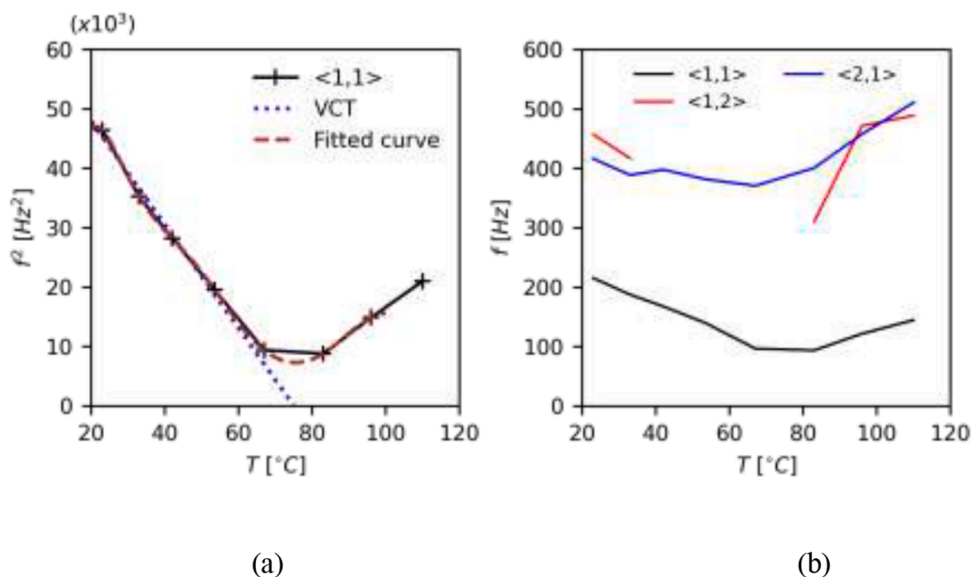 (x10³)
60
50
40
30
20
10
0
f² [Hz²]
<1,1>
VCT
Fitted curve
20 40 60 80 100 120
T [°C]
600
500
400
300
200
100
0
f [Hz]
<1,1> <2,1>
<1,2>
20 40 60 80 100 120
T [°C]
(a) (b)